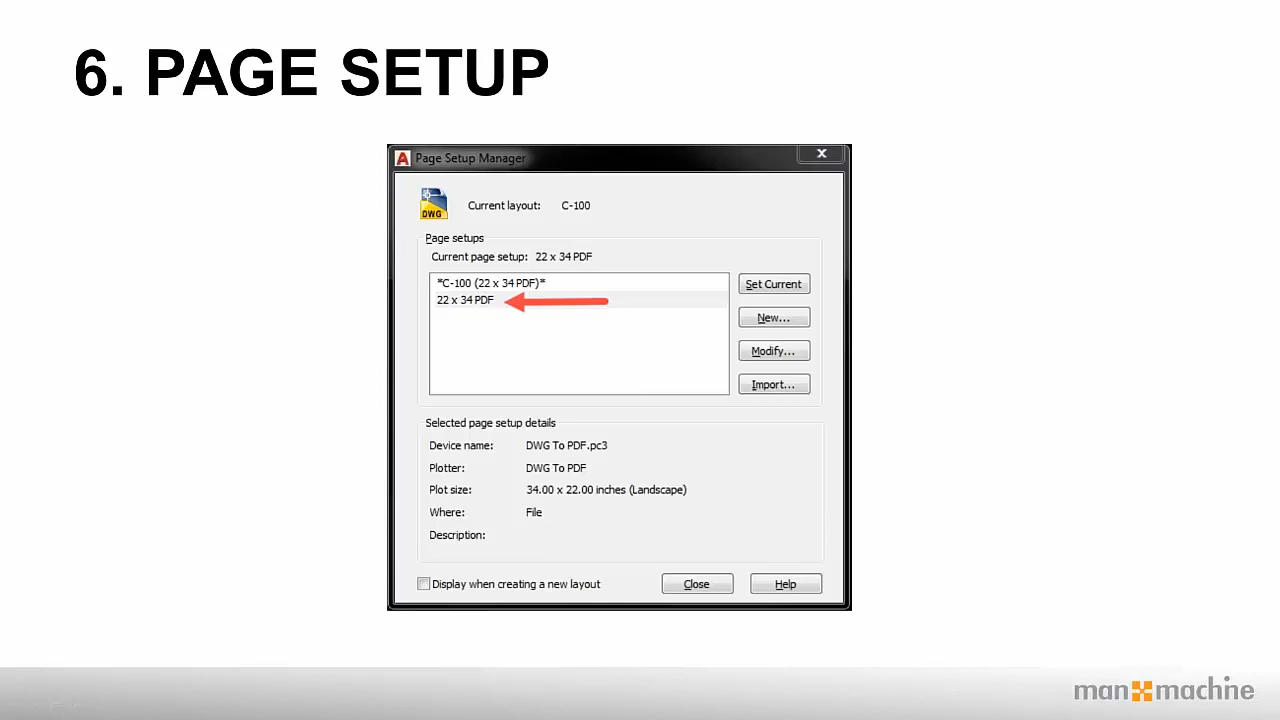 6. PAGE SETUP
Page Setup Manager
X
DWG
Current layout: C-100
Page setups
Current page setup: 22 x 34 PDF
*C-100 (22 x 34 PDF)*
22 x 34 PDF
Set Current
New...
Modify...
Import...
Selected page setup details
Device name: DWG To PDF.pc3
Plotter: DWG To PDF
Plot size: 34.00 x 22.00 inches (Landscape)
Where: File
Description:
Display when creating a new layout
Close
Help
man machine